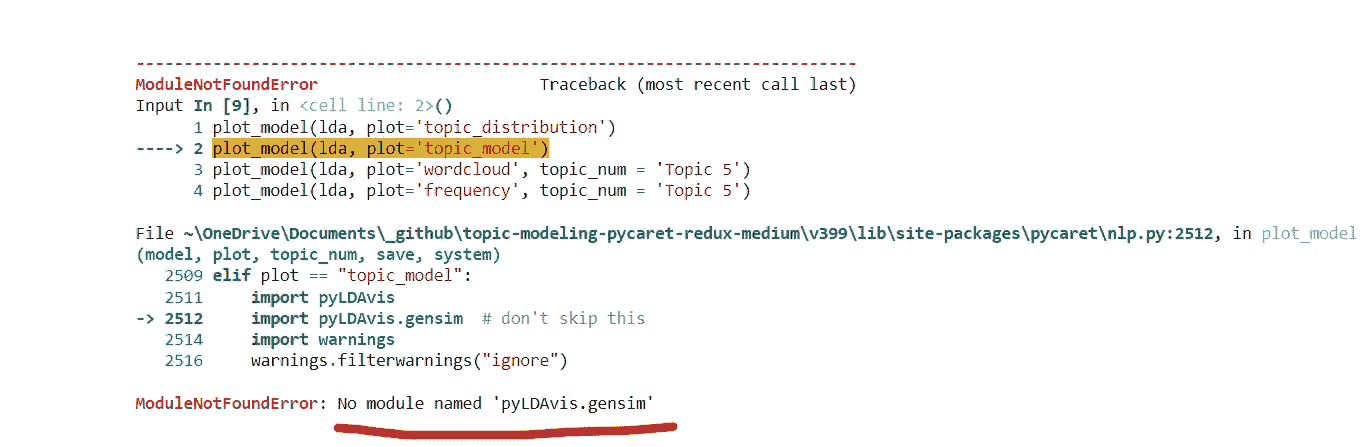 ---------------------------------------------------------------------------
ModuleNotFoundError                       Traceback (most recent call last)
Input In [9], in <cell line: 2>()
      1 plot_model(lda, plot='topic_distribution')
----> 2 plot_model(lda, plot='topic_model')
      3 plot_model(lda, plot='wordcloud', topic_num = 'Topic 5')
      4 plot_model(lda, plot='frequency', topic_num = 'Topic 5')
File ~\OneDrive\Documents\_github\topic-modeling-pycaret-redux-medium\v399\lib\site-packages\pycaret\nlp.py:2512, in plot_model
(model, plot, topic_num, save, system)
   2509 elif plot == "topic_model":
   2511     import pyLDAvis
-> 2512     import pyLDAvis.gensim  # don't skip this
   2514     import warnings
   2516     warnings.filterwarnings("ignore")
ModuleNotFoundError: No module named 'pyLDAvis.gensim'